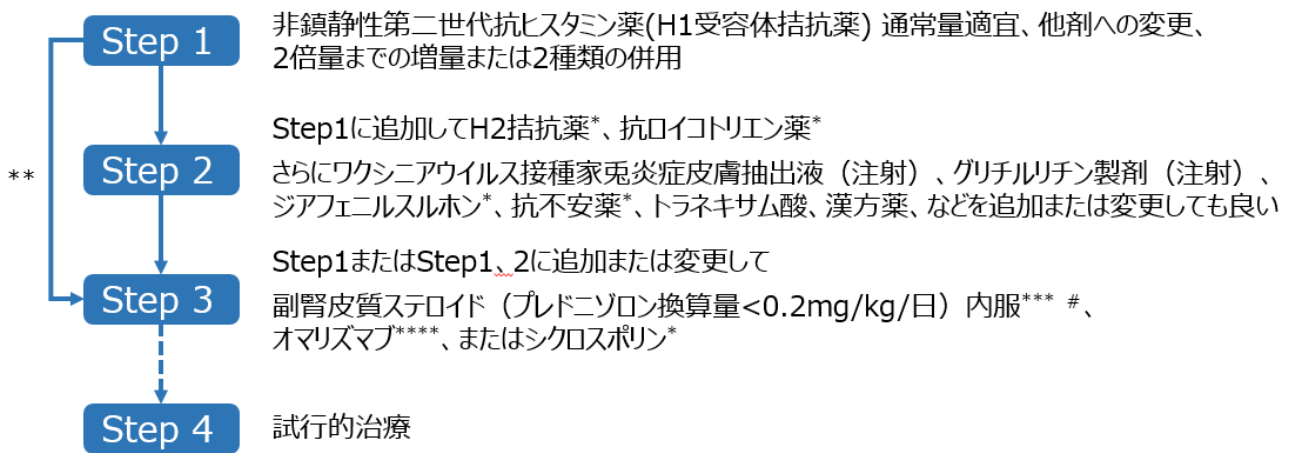 Step 1
非鎮静性第二世代抗ヒスタミン薬(H1受容体拮抗薬) 通常量適宜、他剤への変更、
2倍量までの増量または2種類の併用
Step1に追加してH2拮抗薬*、抗ロイコトリエン薬*
**
Step 2
さらにワクシニアウイルス接種家兎炎症皮膚抽出液（注射）、グリチルリチン製剤（注射）、
ジアフェニルスルホン*、抗不安薬*、トラネキサム酸、漢方薬、などを追加または変更しても良い
Step1またはStep1、2に追加または変更して
Step 3
副腎皮質ステロイド（プレドニゾロン換算量<0.2mg/kg/日）内服*** #、
オマリズマブ****、またはシクロスポリン*
Step 4
試行的治療